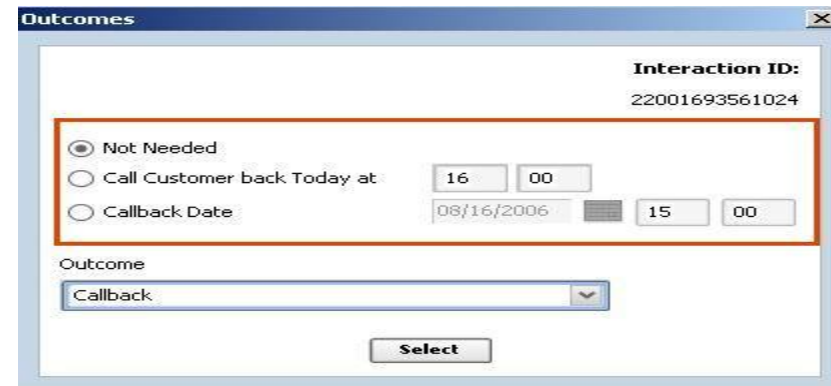 Outcomes
Interaction ID:
22001693561024
Not Needed
Call Customer back Today at 16 00
Callback Date 08/16/2006 15 00
Outcome
Callback
Select